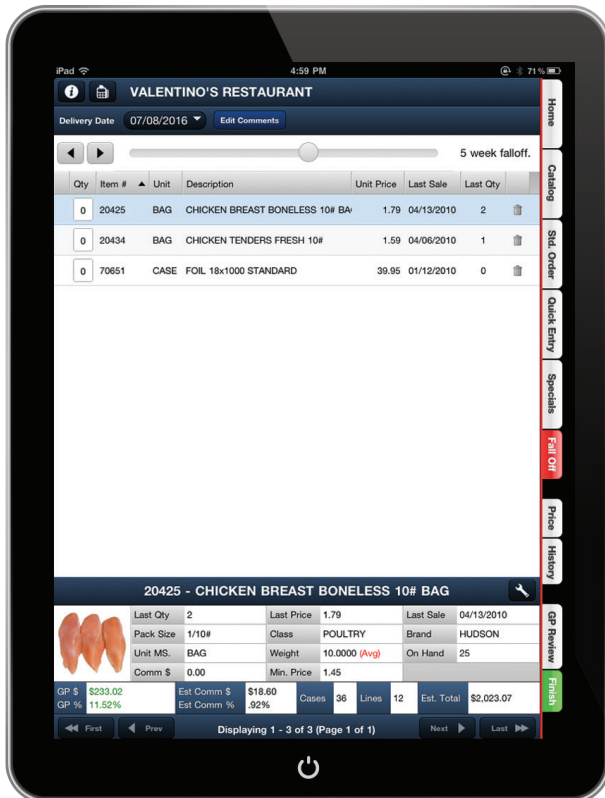 iPad 4:59 PM 71 %
VALENTINO'S RESTAURANT
Delivery Date 07/08/2016 Edit Comments
5 week falloff.
Qty Item # Unit Description Unit Price Last Sale Last Qty
0 20425 BAG CHICKEN BREAST BONELESS 10# BA 1.79 04/13/2010 2
0 20434 BAG CHICKEN TENDERS FRESH 10# 1.59 04/06/2010 1
0 70651 CASE FOIL 18x1000 STANDARD 39.95 01/12/2010 0
Home
Catalog
Std. Order
Quick Entry
Specials
Fall Off
Price
History
GP Review
Finish
20425 - CHICKEN BREAST BONELESS 10# BAG
Last Qty 2 Last Price 1.79 Last Sale 04/13/2010
Pack Size 1/10# Class POULTRY Brand HUDSON
Unit MS. BAG Weight 10.0000 (Avg) On Hand 25
Comm $ 0.00 Min. Price 1.45
GP $ $233.02 Est Comm $ $18.60 Cases 36 Lines 12 Est. Total $2,023.07
GP % 11.52% Est Comm % .92%
First Prev Displaying 1 - 3 of 3 (Page 1 of 1) Next Last